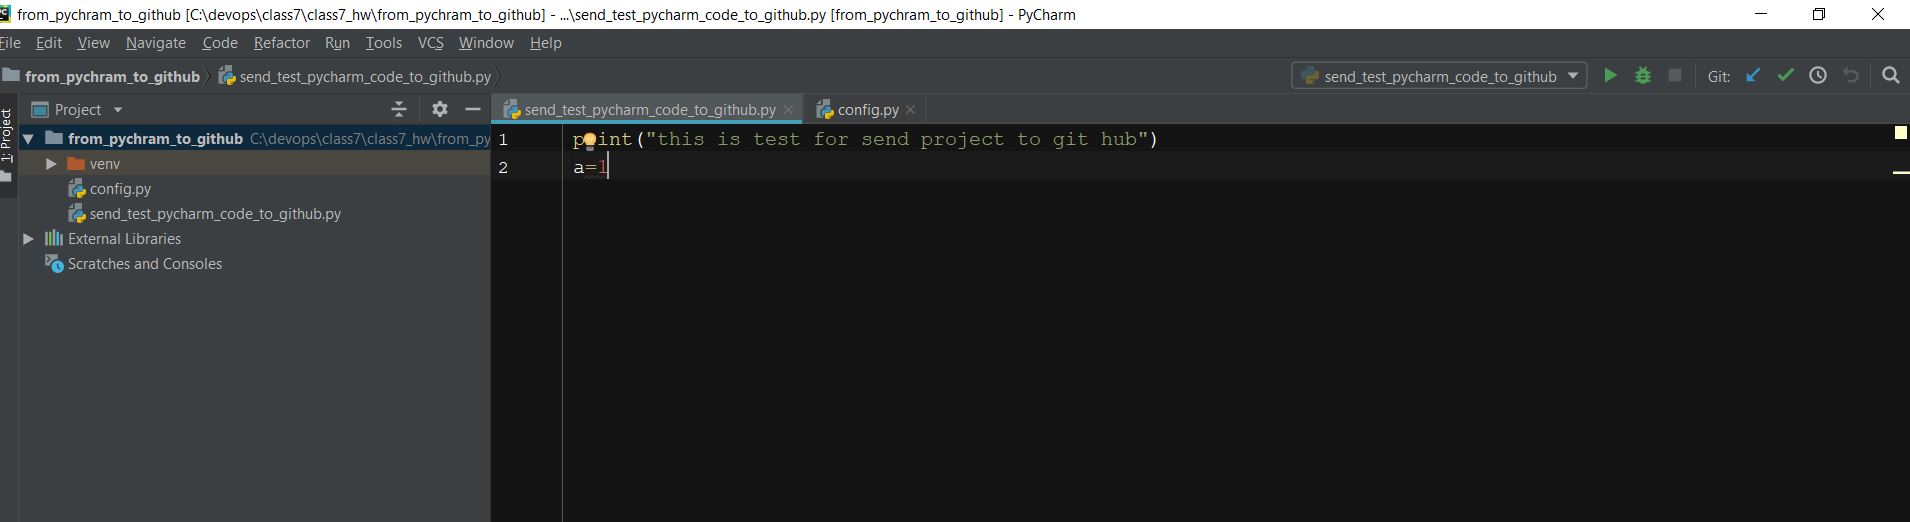 from_pychram_to_github [C:\devops\class7\class7_hw\from_pychram_to_github] - ...\send_test_pycharm_code_to_github.py [from_pychram_to_github] - PyCharm
File Edit View Navigate Code Refactor Run Tools VCS Window Help
from_pychram_to_github send_test_pycharm_code_to_github.py send_test_pycharm_code_to_github Git:
1: Project
Project
send_test_pycharm_code_to_github.py config.py
from_pychram_to_github C:\devops\class7\class7_hw\from_py
venv
config.py
send_test_pycharm_code_to_github.py
External Libraries
Scratches and Consoles
1 print("this is test for send project to git hub")
2 a=1